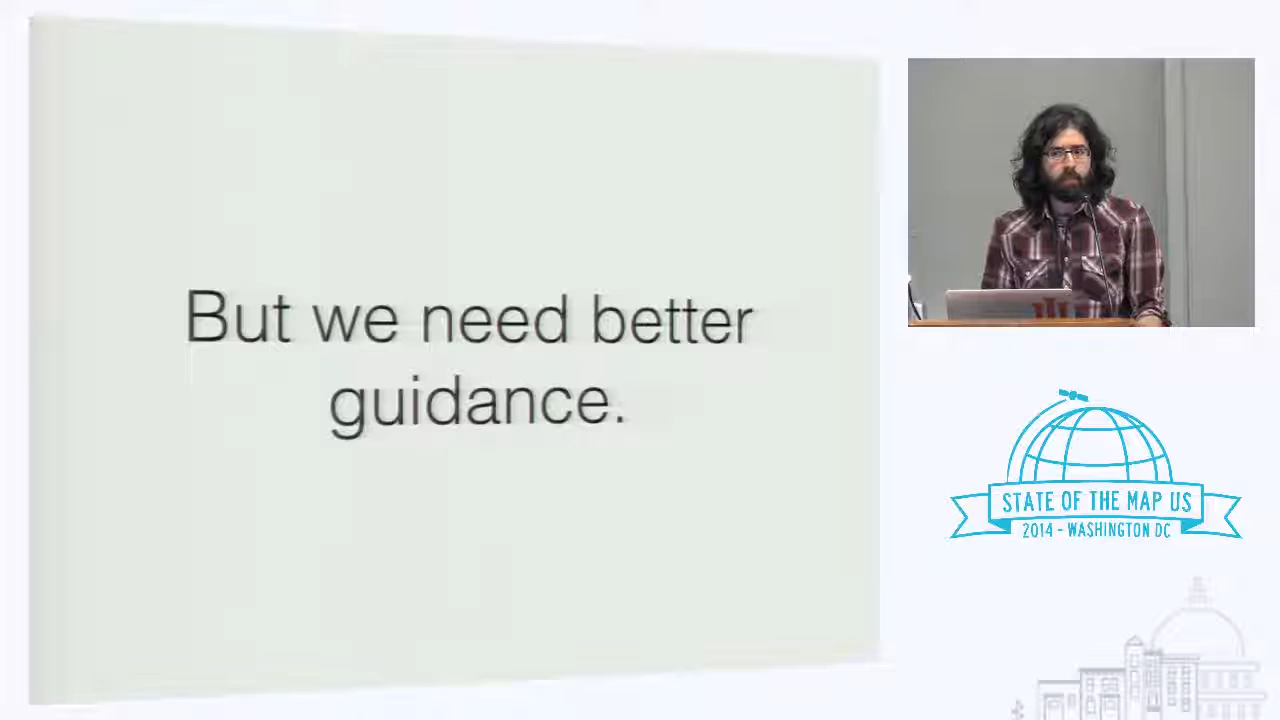 But we need better
guidance.
STATE OF THE MAP US
2014 - WASHINGTON DC